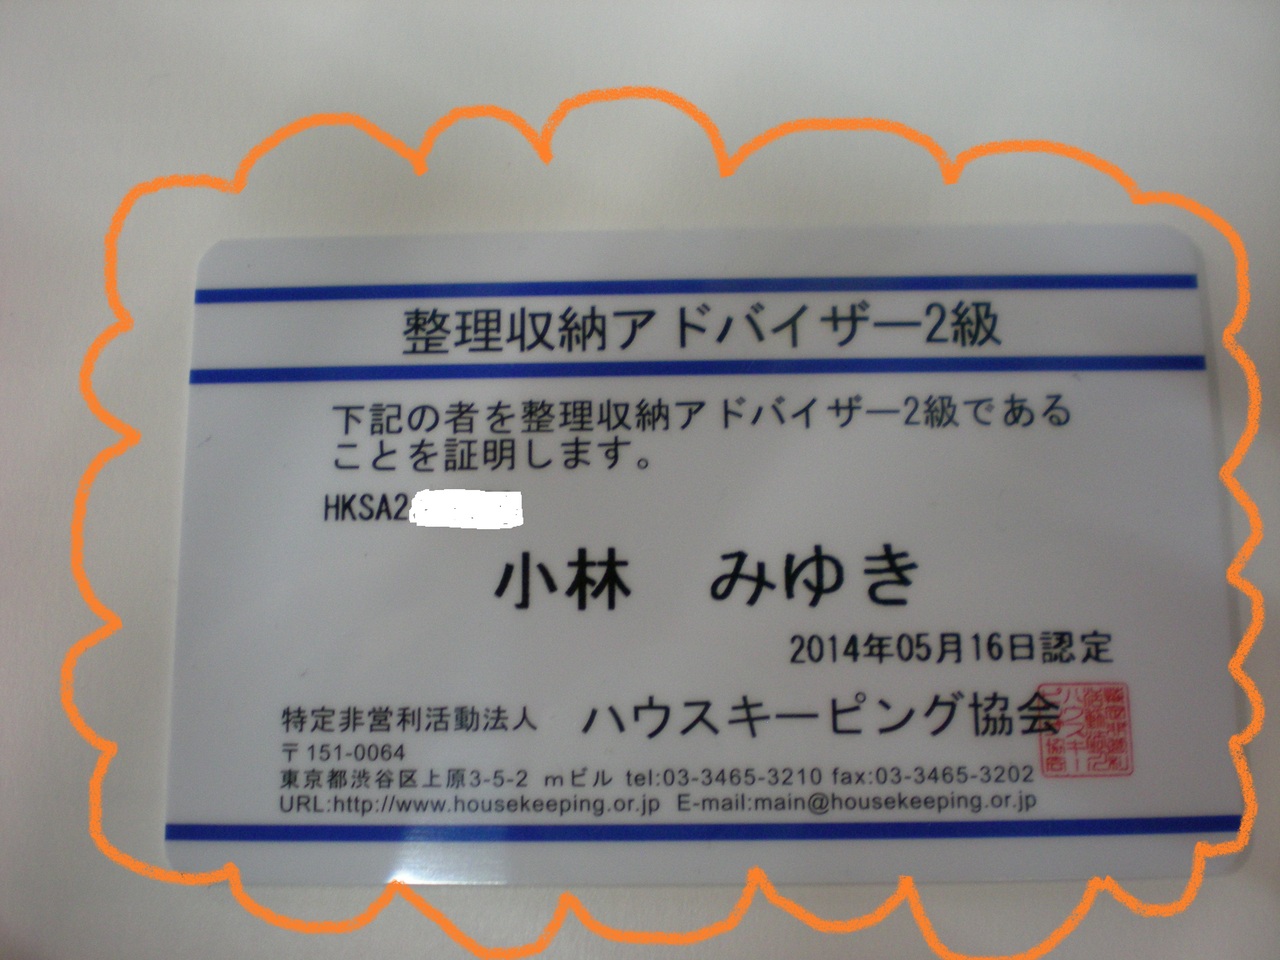 整理収納アドバイザー2級
下記の者を整理収納アドバイザー2級である
ことを証明します。
HKSA2
小林 みゆき
2014年05月16日認定
特定非営利活動法人 ハウスキーピング協会
〒151-0064
東京都渋谷区上原3-5-2 mビル tel:03-3465-3210 fax:03-3465-3202
URL:http://www.housekeeping.or.jp E-mail:main@housekeeping.or.jp